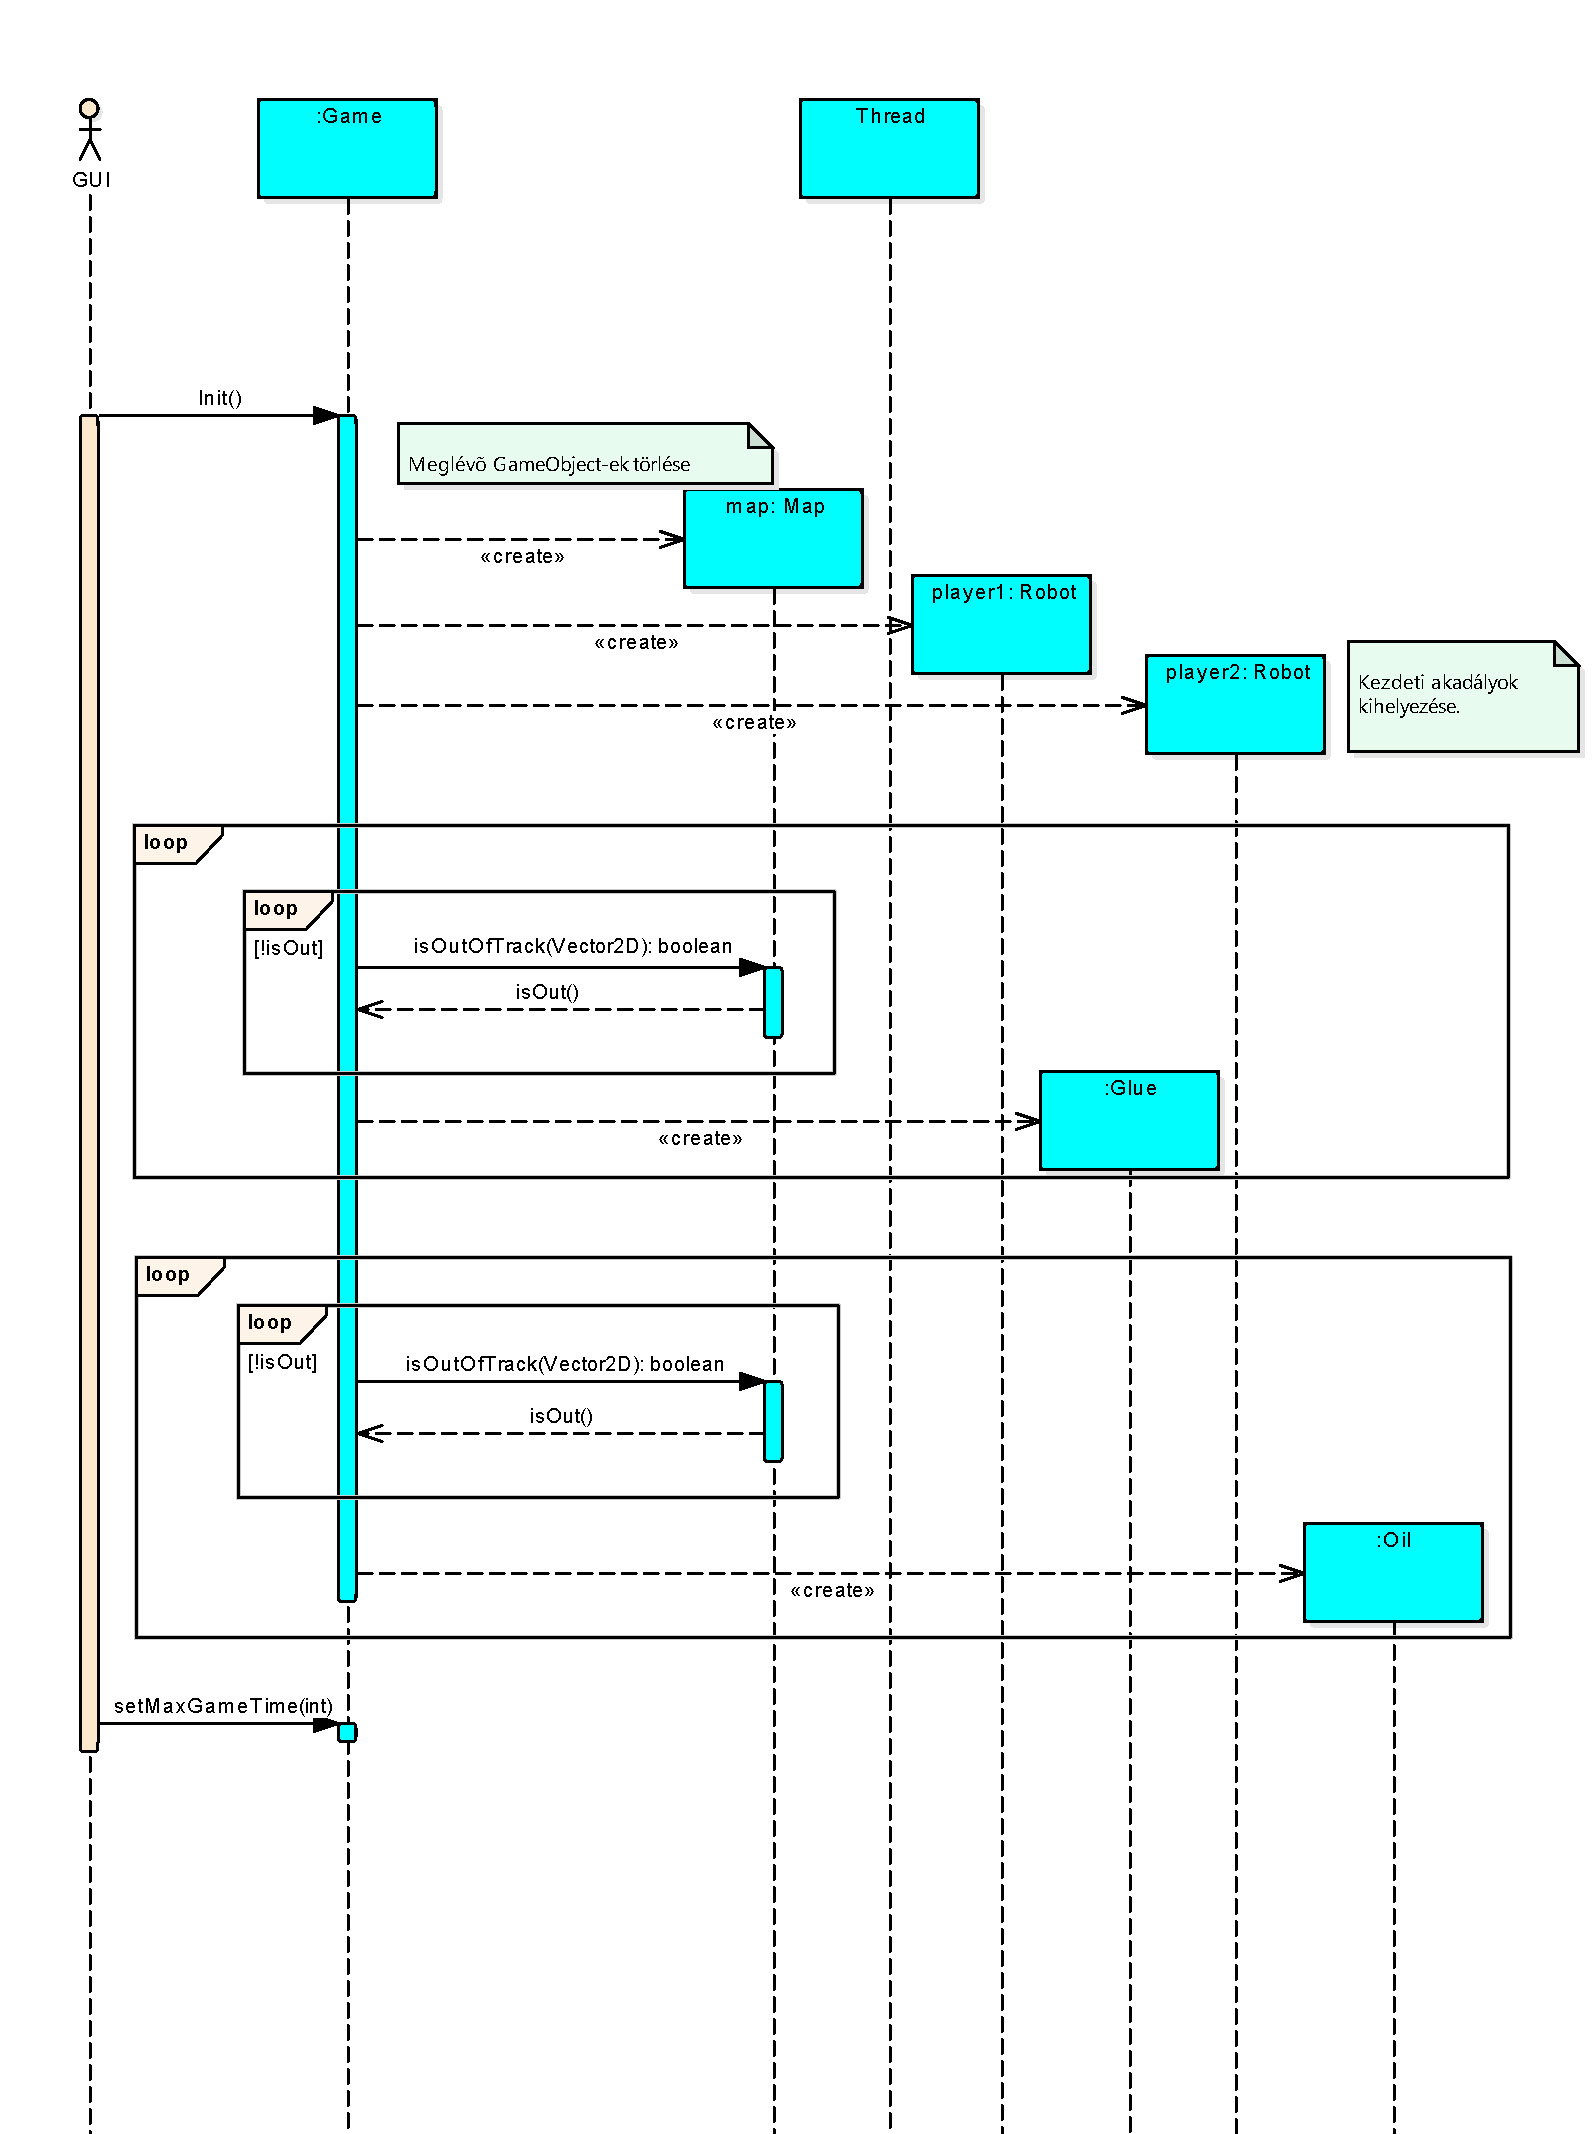 :Game
Thread
GUI
Init()
Meglévõ GameObject-ek törlése
map: Map
«create»
player1: Robot
«create»
player2: Robot
«create»
Kezdeti akadályok
kihelyezése.
loop
loop
[!isOut]
isOutOfTrack(Vector2D): boolean
isOut()
:Glue
«create»
loop
loop
[!isOut]
isOutOfTrack(Vector2D): boolean
isOut()
:Oil
«create»
setMaxGameTime(int)